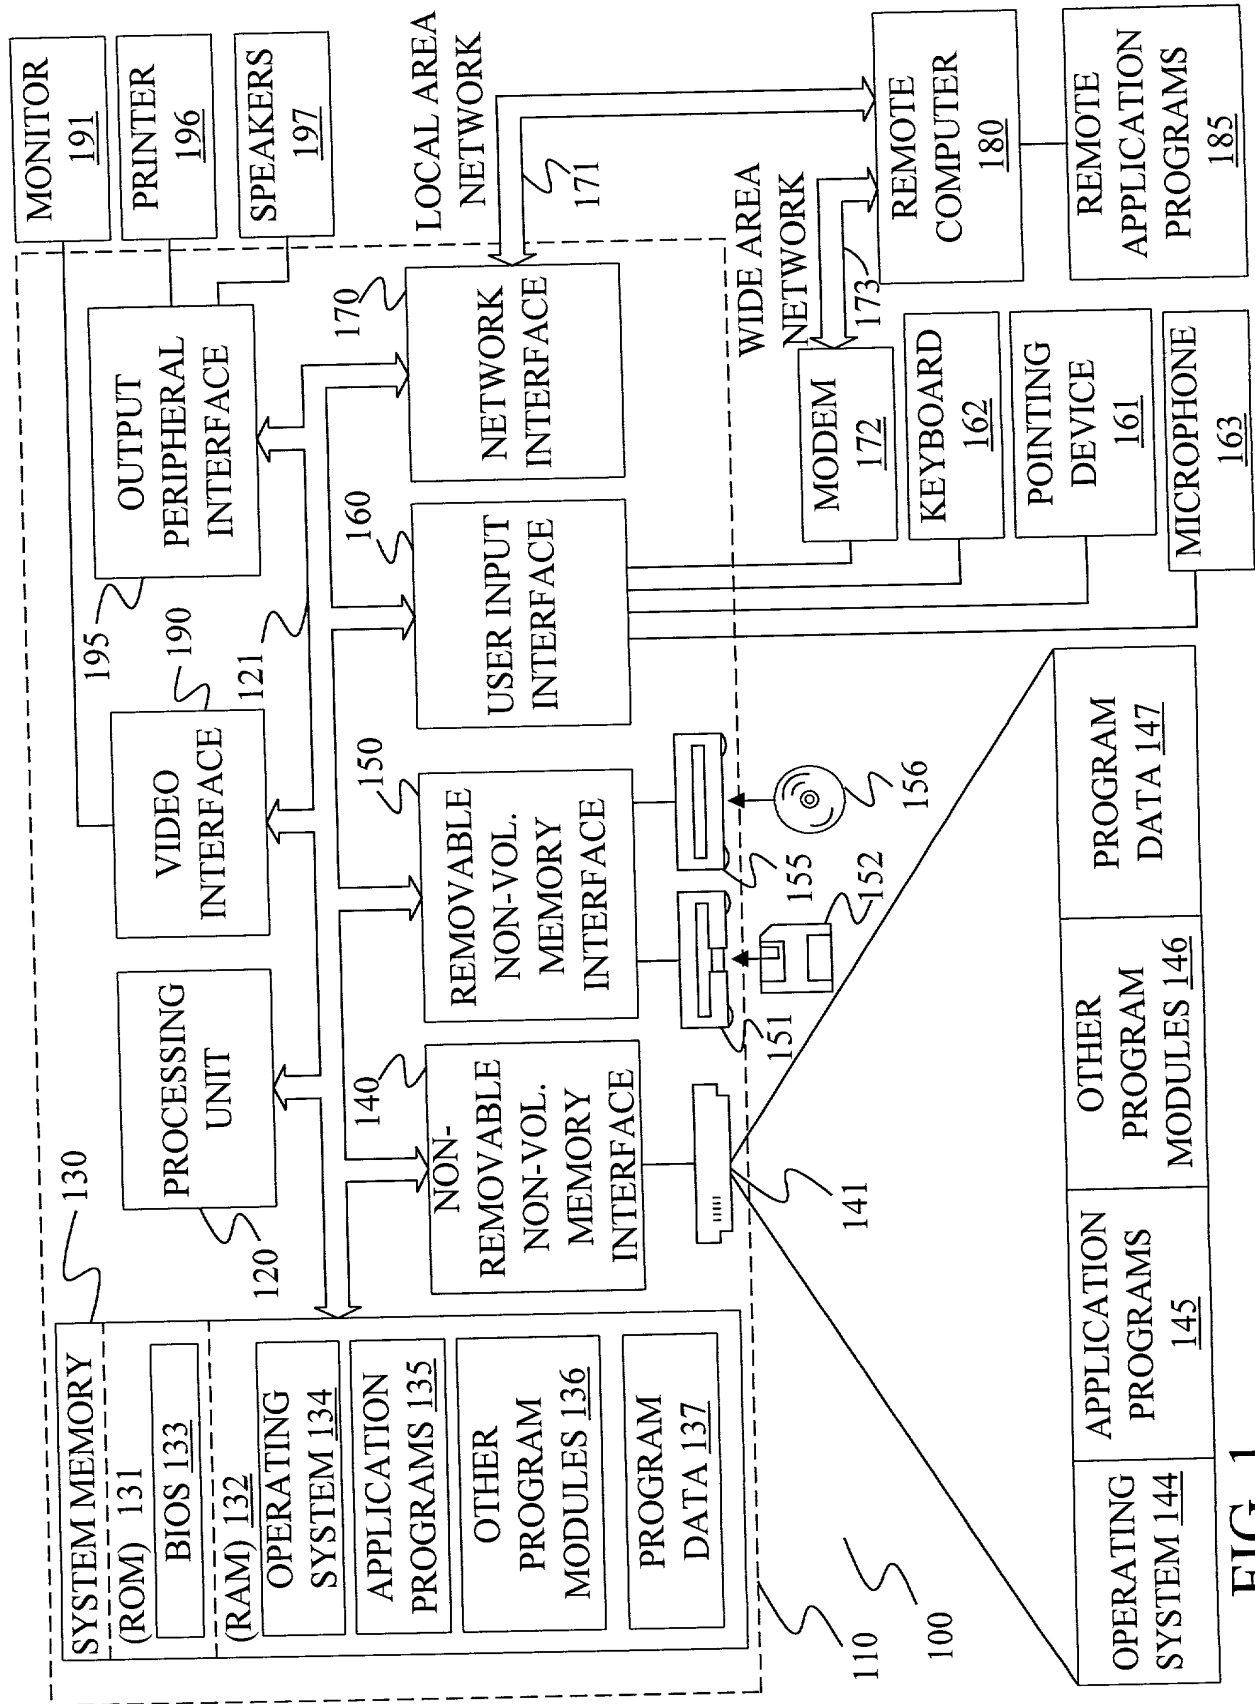 SYSTEM MEMORY
(ROM) 131
BIOS 133
(RAM) 132
OPERATING
SYSTEM 134
APPLICATION
PROGRAMS 135
OTHER
PROGRAM
MODULES 136
PROGRAM
DATA 137
130
PROCESSING
UNIT
120
VIDEO
INTERFACE
190
121
OUTPUT
PERIPHERAL
INTERFACE
195
MONITOR
191
PRINTER
196
SPEAKERS
197
NON-
REMOVABLE
NON-VOL.
MEMORY
INTERFACE
140
REMOVABLE
NON-VOL.
MEMORY
INTERFACE
150
USER INPUT
INTERFACE
160
NETWORK
INTERFACE
170
LOCAL AREA
NETWORK
171
141
151
152
155
156
WIDE AREA
NETWORK
173
MODEM
172
KEYBOARD
162
POINTING
DEVICE
161
MICROPHONE
163
REMOTE
COMPUTER
180
REMOTE
APPLICATION
PROGRAMS
185
110
100
OPERATING
SYSTEM 144
APPLICATION
PROGRAMS
145
OTHER
PROGRAM
MODULES 146
PROGRAM
DATA 147
FIG. 1